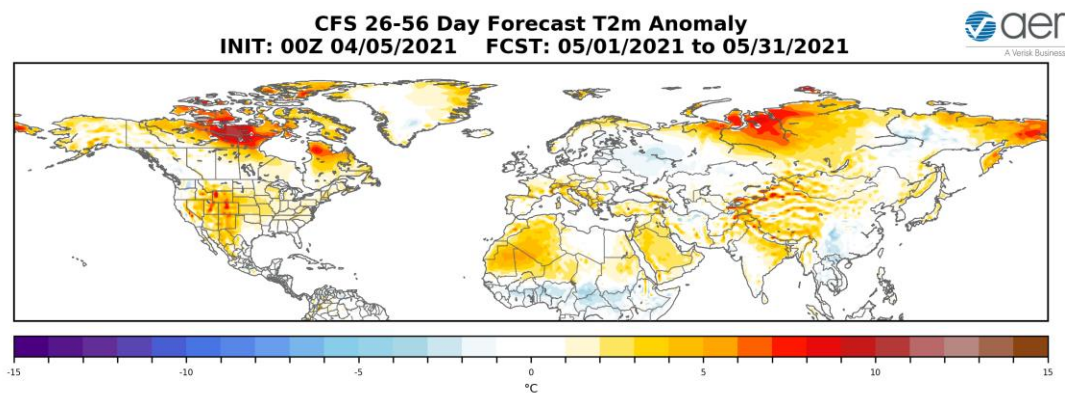 CFS 26-56 Day Forecast T2m Anomaly
INIT: 00Z 04/05/2021 FCST: 05/01/2021 to 05/31/2021
aer
A Verisk Business
-15 -10 -5 0 5 10 15
°C